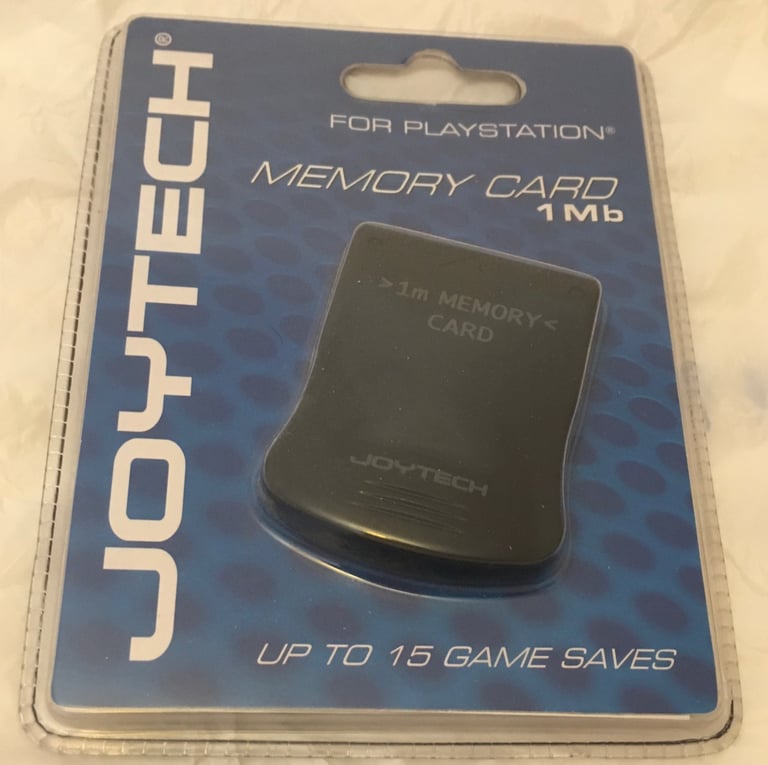 JOYTECH®
FOR PLAYSTATION®
MEMORY CARD
1Mb
>1m MEMORY<
CARD
JOYTECH
UP TO 15 GAME SAVES